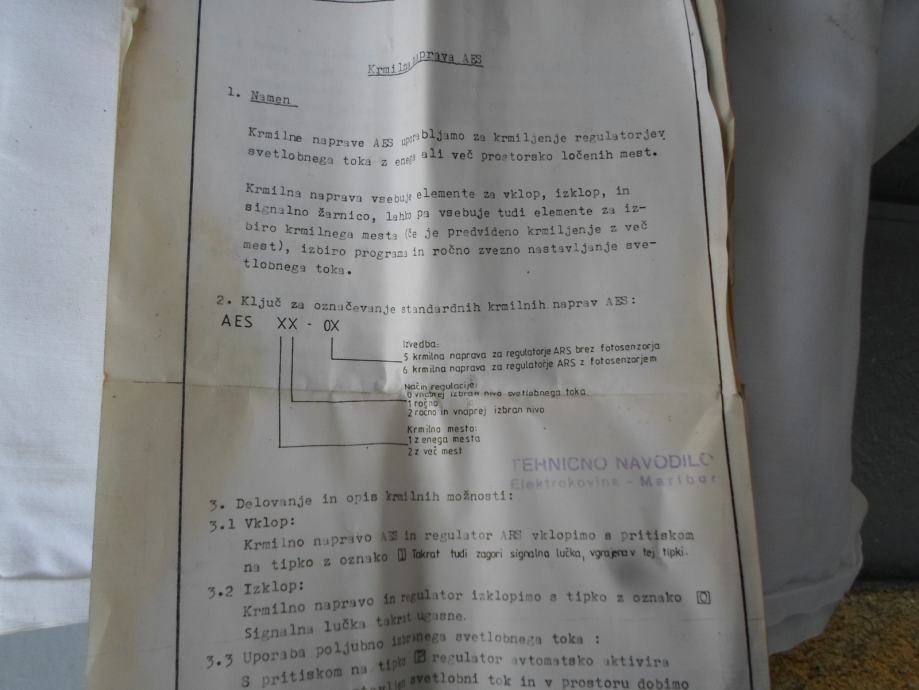 Krmilna naprava AES
1. Namen
Krmilne naprave AES uporabljamo za krmiljenje regulatorjev
svetlobnega toka z enega ali več prostorsko ločenih mest.
Krmilna naprava vsebuje elemente za vklop, izklop, in
signalno žarnico, lahko pa vsebuje tudi elemente za iz-
biro krmilnega mesta (če je predvideno krmiljenje z več
mest), izbiro programa in ročno zvezno nastavljanje sve-
tlobnega toka.
2. Ključ za označevanje standardnih krmilnih naprav AES:
AES XX - 0X
Izvedba:
5 krmilna naprava za regulatorje ARS brez fotosenzorja
6 krmilna naprava za regulatorje ARS z fotosenzorjem
Način regulacije:
0 vnaprej izbran nivo svetlobnega toka
1 ročno
2 ročno in vnaprej izbran nivo
Krmilno mesto:
1 z enega mesta
2 z več mest
TEHNIČNO NAVODILO
Elektrokovina - Maribor
3. Delovanje in opis krmilnih možnosti:
3.1 Vklop:
Krmilno napravo AES in regulator ARS vklopimo s pritiskom
na tipko z oznako 1 Takrat tudi zagori signalna lučka, vgrajena v tej tipki.
3.2 Izklop:
Krmilno napravo in regulator izklopimo s tipko z oznako O
Signalna lučka takrat ugasne.
3.3 Uporaba poljubno izbranega svetlobnega toka :
S pritiskom na tipko P regulator avtomatsko aktivira
svetlobni tok in v prostoru dobimo